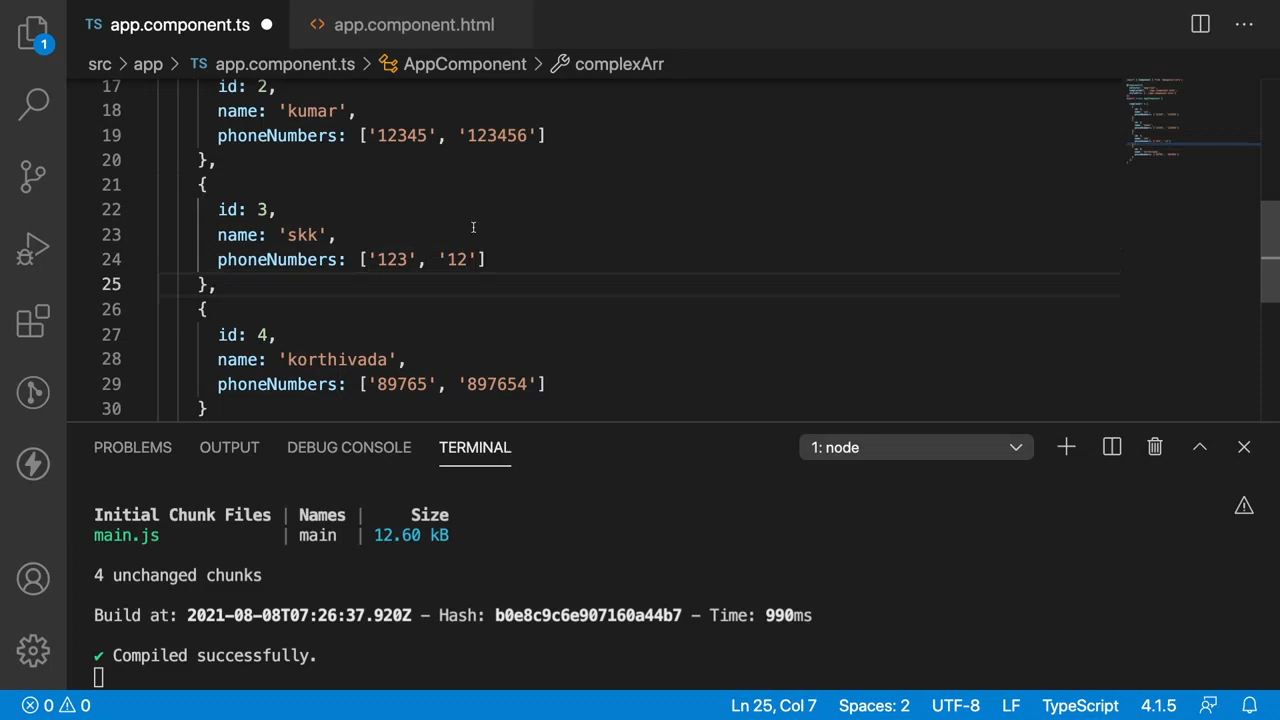 TS app.component.ts ●
<> app.component.html
1
src > app > TS app.component.ts > AppComponent > complexArr
17 id: 2,
18 name: 'kumar',
19 phoneNumbers: ['12345', '123456']
20 },
21 {
22 id: 3,
23 name: 'skk',
24 phoneNumbers: ['123', '12']
25 },
26 {
27 id: 4,
28 name: 'korthivada',
29 phoneNumbers: ['89765', '897654']
30 }
PROBLEMS OUTPUT DEBUG CONSOLE TERMINAL 1: node
Initial Chunk Files | Names | Size
main.js | main | 12.60 kB
4 unchanged chunks
Build at: 2021-08-08T07:26:37.920Z - Hash: b0e8c9c6e907160a44b7 - Time: 990ms
✔ Compiled successfully.
0 0 Ln 25, Col 7 Spaces: 2 UTF-8 LF TypeScript 4.1.5